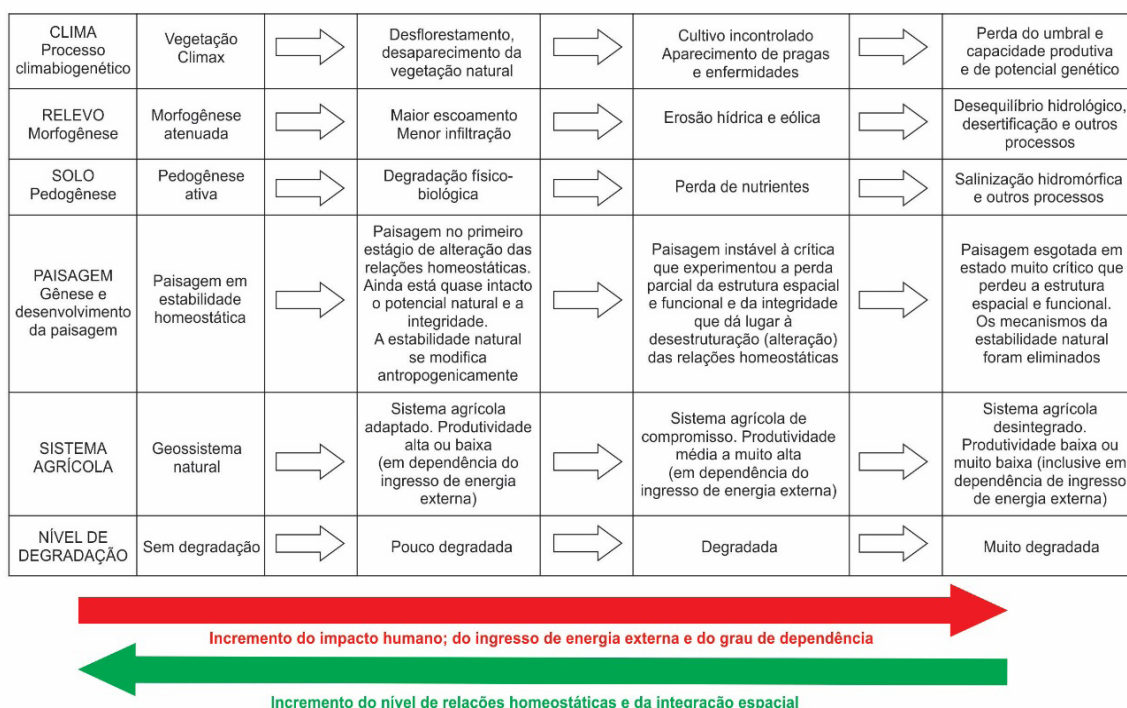 CLIMA
Processo
climabiogenético
Vegetação
Climax
Desflorestamento,
desaparecimento da
vegetação natural
Cultivo incontrolado
Aparecimento de pragas
e enfermidades
Perda do umbral e
capacidade produtiva
e de potencial genético
RELEVO
Morfogênese
Morfogênese
atenuada
Maior escoamento
Menor infiltração
Erosão hídrica e eólica
Desequilíbrio hidrológico,
desertificação e outros
processos
SOLO
Pedogênese
Pedogênese
ativa
Degradação físico-
biológica
Perda de nutrientes
Salinização hidromórfica
e outros processos
PAISAGEM
Gênese e
desenvolvimento
da paisagem
Paisagem em
estabilidade
homeostática
Paisagem no primeiro
estágio de alteração das
relações homeostáticas.
Ainda está quase intacto
o potencial natural e a
integridade.
A estabilidade natural
se modifica
antropogenicamente
Paisagem instável à crítica
que experimentou a perda
parcial da estrutura espacial
e funcional e da integridade
que dá lugar à
desestruturação (alteração)
das relações homeostáticas
Paisagem esgotada em
estado muito crítico que
perdeu a estrutura
espacial e funcional.
Os mecanismos da
estabilidade natural
foram eliminados
SISTEMA
AGRÍCOLA
Geossistema
natural
Sistema agrícola
adaptado. Produtividade
alta ou baixa
(em dependência do
ingresso de energia
externa)
Sistema agrícola de
compromisso. Produtividade
média a muito alta
(em dependência do
ingresso de energia externa)
Sistema agrícola
desintegrado.
Produtividade baixa ou
muito baixa (inclusive em
dependência de ingresso
de energia externa)
NÍVEL DE
DEGRADAÇÃO
Sem degradação
Pouco degradada
Degradada
Muito degradada
Incremento do impacto humano; do ingresso de energia externa e do grau de dependência
Incremento do nível de relações homeostáticas e da integração espacial